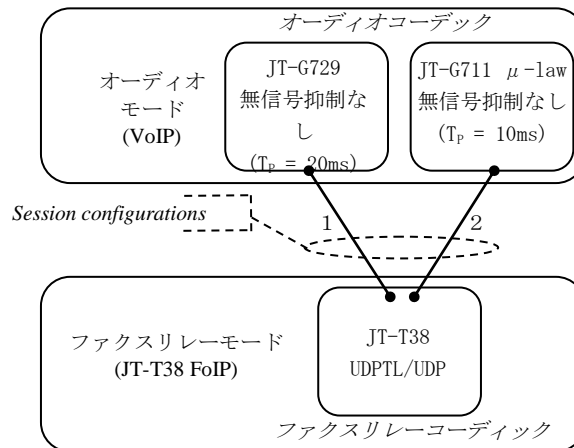 オーディオコーデック
オーディオ
モード
(VoIP)
JT-G729
無信号抑制な
し
(TP = 20ms)
JT-G711 μ-law
無信号抑制なし
(TP = 10ms)
Session configurations
1
2
ファクスリレーモード
(JT-T38 FoIP)
JT-T38
UDPTL/UDP
ファクスリレーコーディック